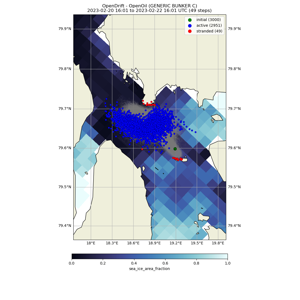 OpenDrift - OpenOil (GENERIC BUNKER C)
2023-02-20 16:01 to 2023-02-22 16:01 UTC (49 steps)
initial (3000)
active (2951)
stranded (49)
79.9°N
79.8°N
79.7°N
79.6°N
79.5°N
79.4°N
79.9°N
79.8°N
79.7°N
79.6°N
79.5°N
79.4°N
18°E
18.3°E
18.6°E
18.9°E
19.2°E
19.5°E
19.8°E
0.0
0.2
0.4
0.6
0.8
1.0
sea_ice_area_fraction